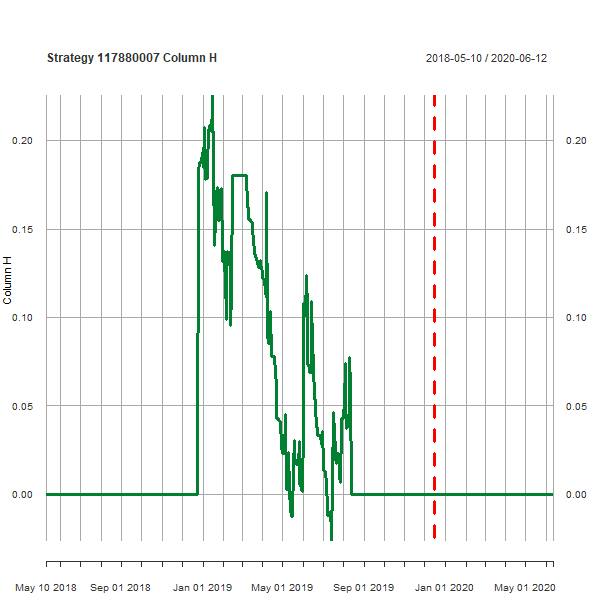 Strategy 117880007 Column H 2018-05-10 / 2020-06-12
0.20 0.20
0.15 0.15
0.10 0.10
0.05 0.05
0.00 0.00
Column H
May 10 2018 Sep 01 2018 Jan 01 2019 May 01 2019 Sep 01 2019 Jan 01 2020 May 01 2020